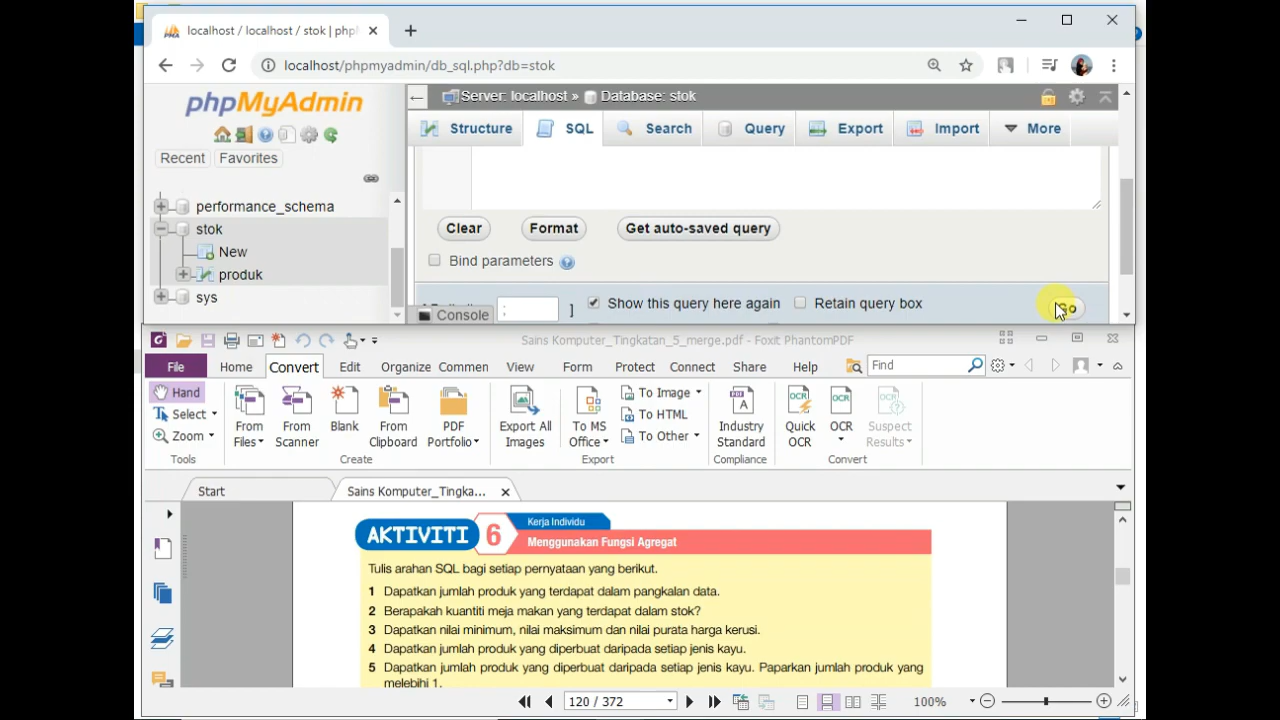 localhost / localhost / stok | php
localhost/phpmyadmin/db_sql.php?db=stok
phpMyAdmin
Recent
Favorites
performance_schema
stok
New
produk
sys
Server: localhost » Database: stok
Structure
SQL
Search
Query
Export
Import
More
Clear
Format
Get auto-saved query
Bind parameters
; ]
Show this query here again
Retain query box
Go
Console
Sains Komputer_Tingkatan_5_merge.pdf - Foxit PhantomPDF
File
Home
Convert
Edit
Organize
Commen
View
Form
Protect
Connect
Share
Help
Find
Hand
Select
Zoom
Tools
From Files
From Scanner
Blank
From Clipboard
PDF Portfolio
Create
Export All Images
To MS Office
To Image
To HTML
To Other
Export
Industry Standard
Compliance
Quick OCR
OCR
Suspect Results
Convert
Start
Sains Komputer_Tingka...
AKTIVITI 6
Kerja Individu
Menggunakan Fungsi Agregat
Tulis arahan SQL bagi setiap pernyataan yang berikut.
1 Dapatkan jumlah produk yang terdapat dalam pangkalan data.
2 Berapakah kuantiti meja makan yang terdapat dalam stok?
3 Dapatkan nilai minimum, nilai maksimum dan nilai purata harga kerusi.
4 Dapatkan jumlah produk yang diperbuat daripada setiap jenis kayu.
5 Dapatkan jumlah produk yang diperbuat daripada setiap jenis kayu. Paparkan jumlah produk yang
melebihi 1.
120 / 372
100%